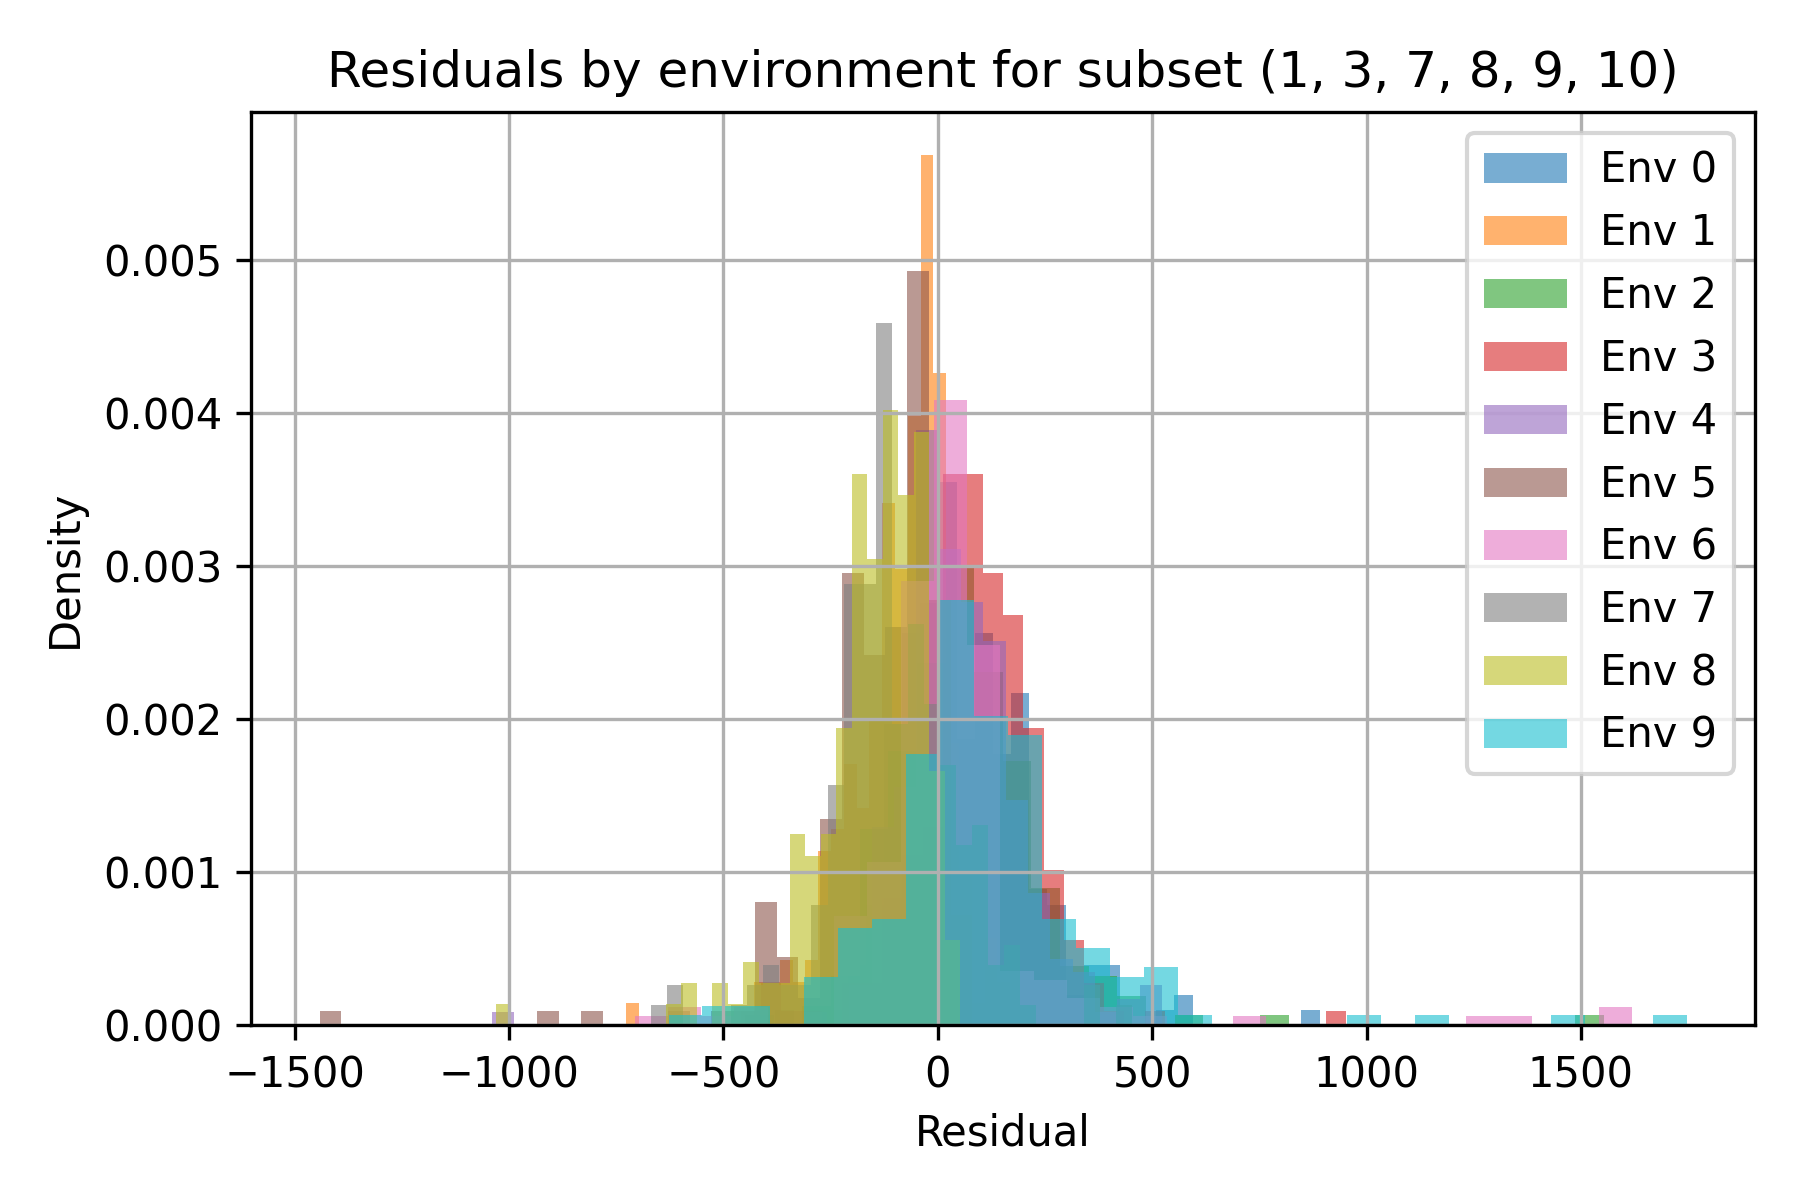 Residuals by environment for subset (1, 3, 7, 8, 9, 10)
Env 0
Env 1
Env 2
Env 3
Env 4
Env 5
Env 6
Env 7
Env 8
Env 9
Density
0.005
0.004
0.003
0.002
0.001
0.000
−1500 −1000 −500 0 500 1000 1500
Residual